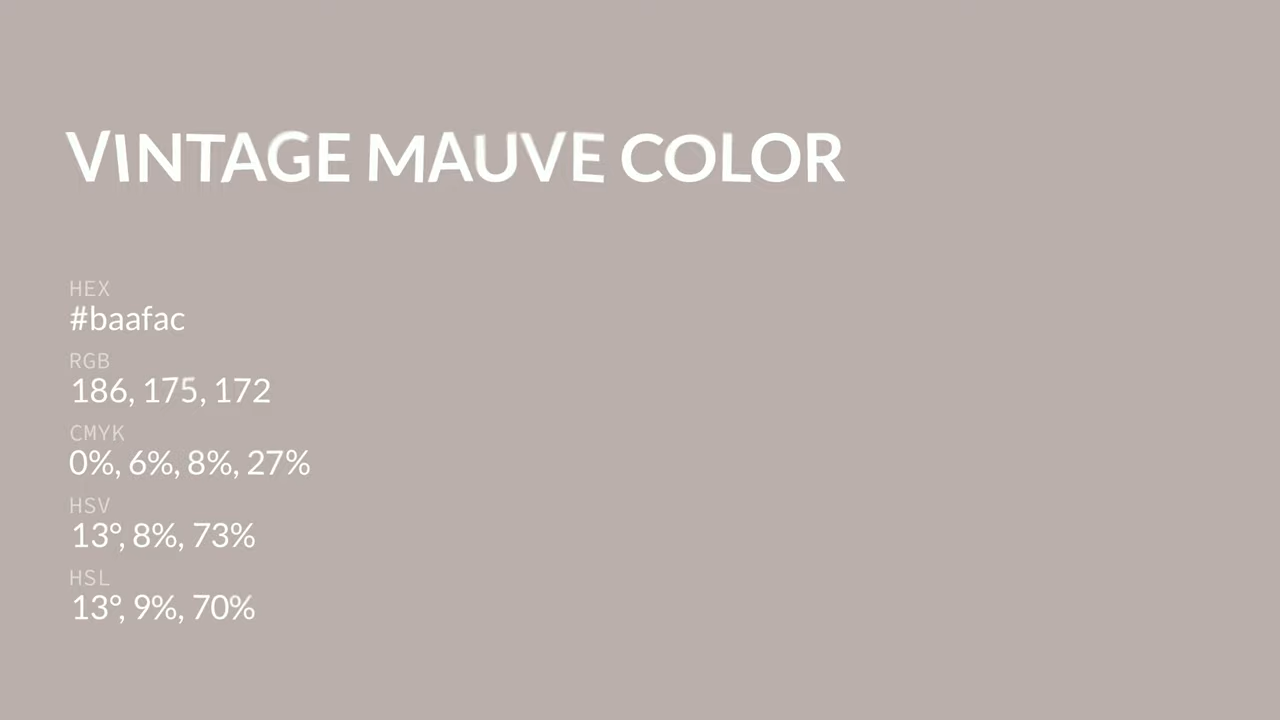 VINTAGE MAUVE COLOR
HEX
#baafac
RGB
186, 175, 172
CMYK
0%, 6%, 8%, 27%
HSV
13°, 8%, 73%
HSL
13°, 9%, 70%